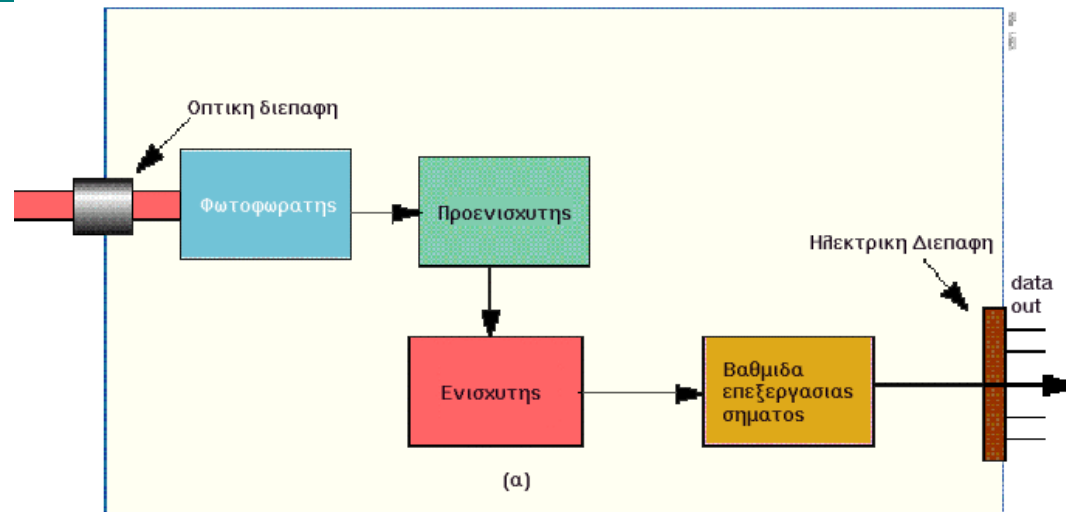 Οπτικη διεπαφη
Φωτοφωρατης
Προενισχυτης
Ηλεκτρικη Διεπαφη
data
out
Ενισχυτης
Βαθμιδα
επεξεργασιας
σηματος
(α)